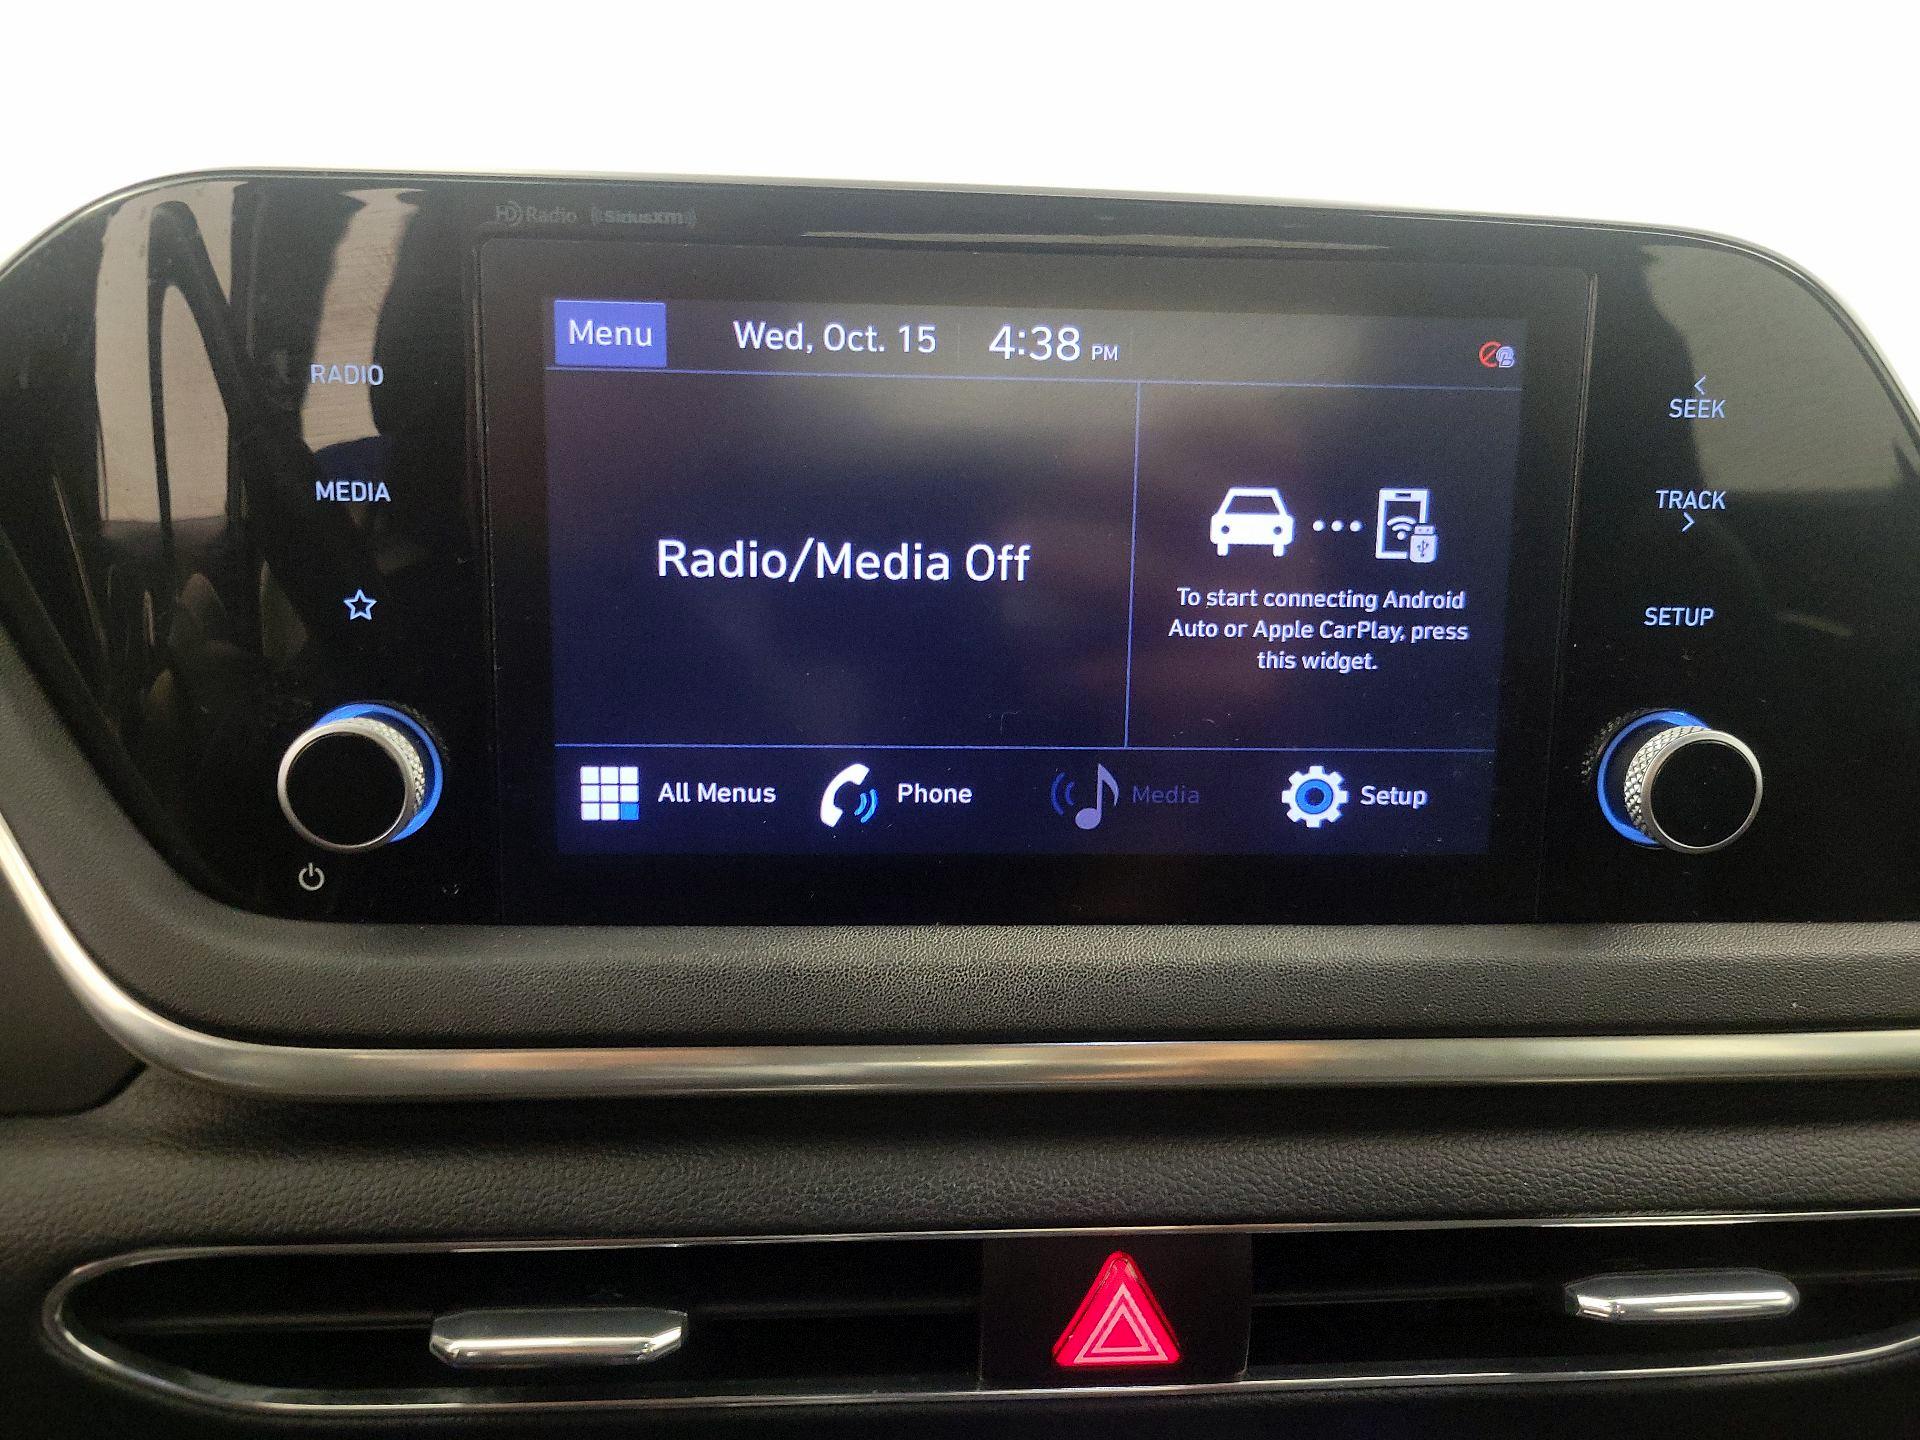 HD Radio
SiriusXM
RADIO
MEDIA
Menu
Wed, Oct. 15
4:38 PM
Radio/Media Off
To start connecting Android
Auto or Apple CarPlay, press
this widget.
All Menus
Phone
Media
Setup
SEEK
TRACK
SETUP